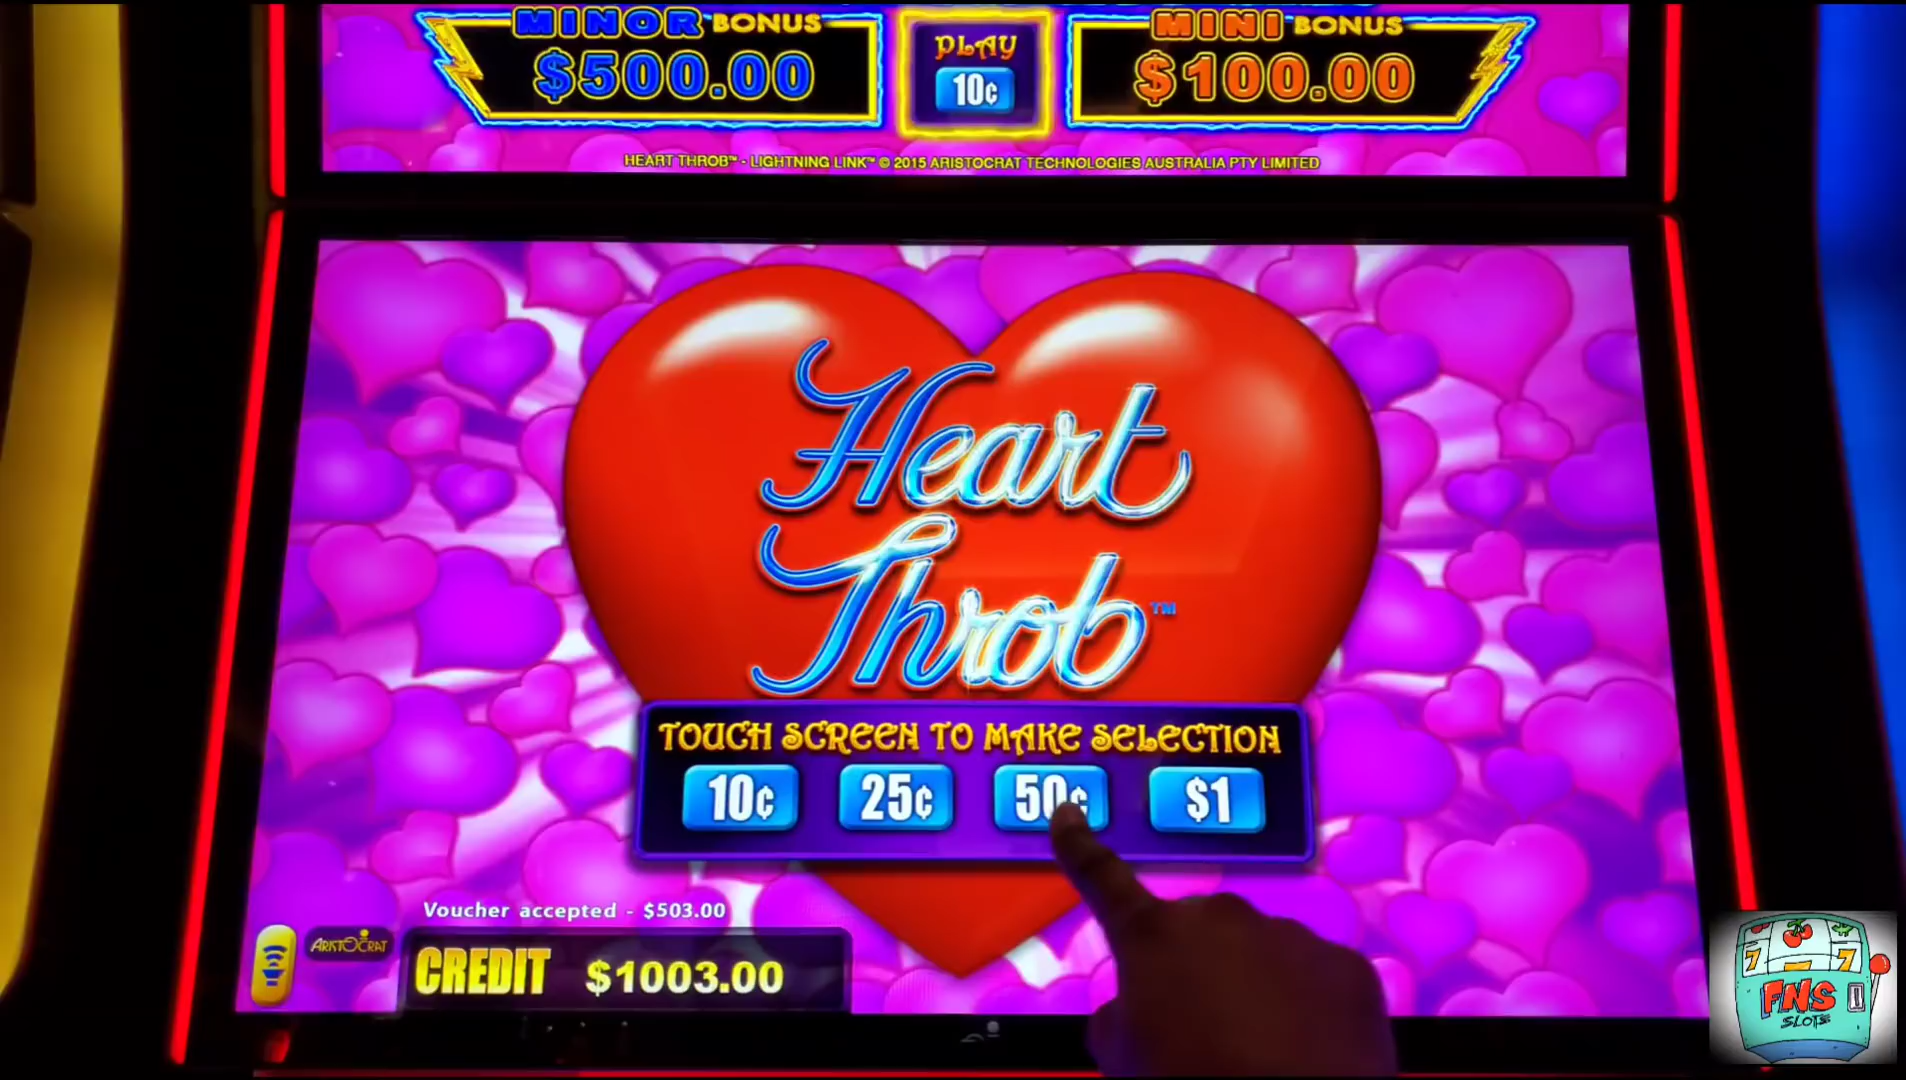 MINOR BONUS
$500.00
PLAY
10¢
MINI BONUS
$100.00
HEART THROB™ - LIGHTNING LINK™ © 2015 ARISTOCRAT TECHNOLOGIES AUSTRALIA PTY LIMITED
Heart
Throb™
TOUCH SCREEN TO MAKE SELECTION
10¢ 25¢ 50¢ $1
Voucher accepted - $503.00
ARISTOCRAT
CREDIT $1003.00
7 7
FNS
SLOTS